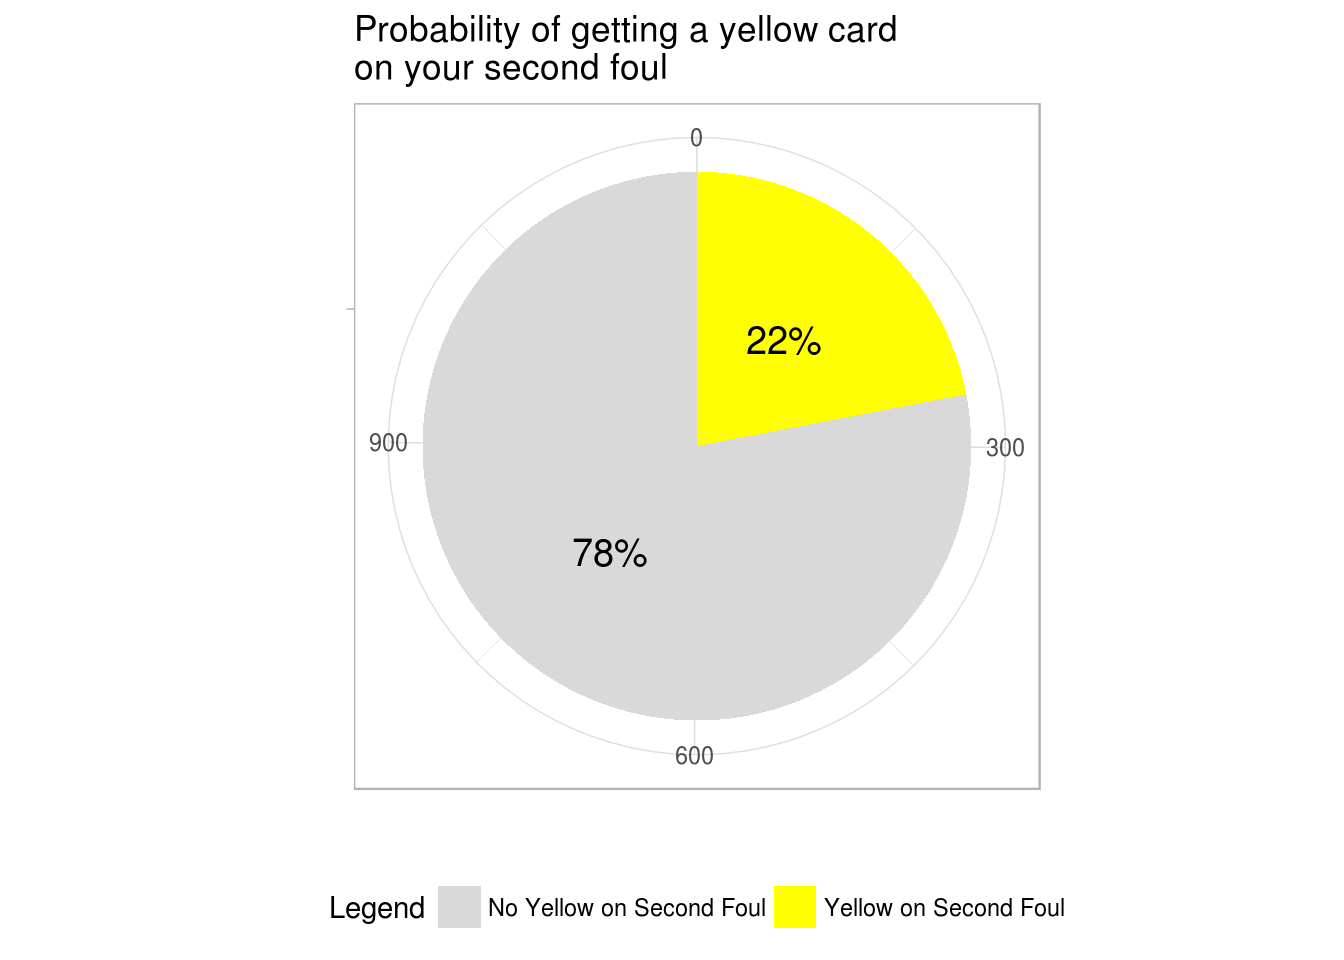 Probability of getting a yellow card
on your second foul
0
22%
900
300
78%
600
Legend No Yellow on Second Foul Yellow on Second Foul